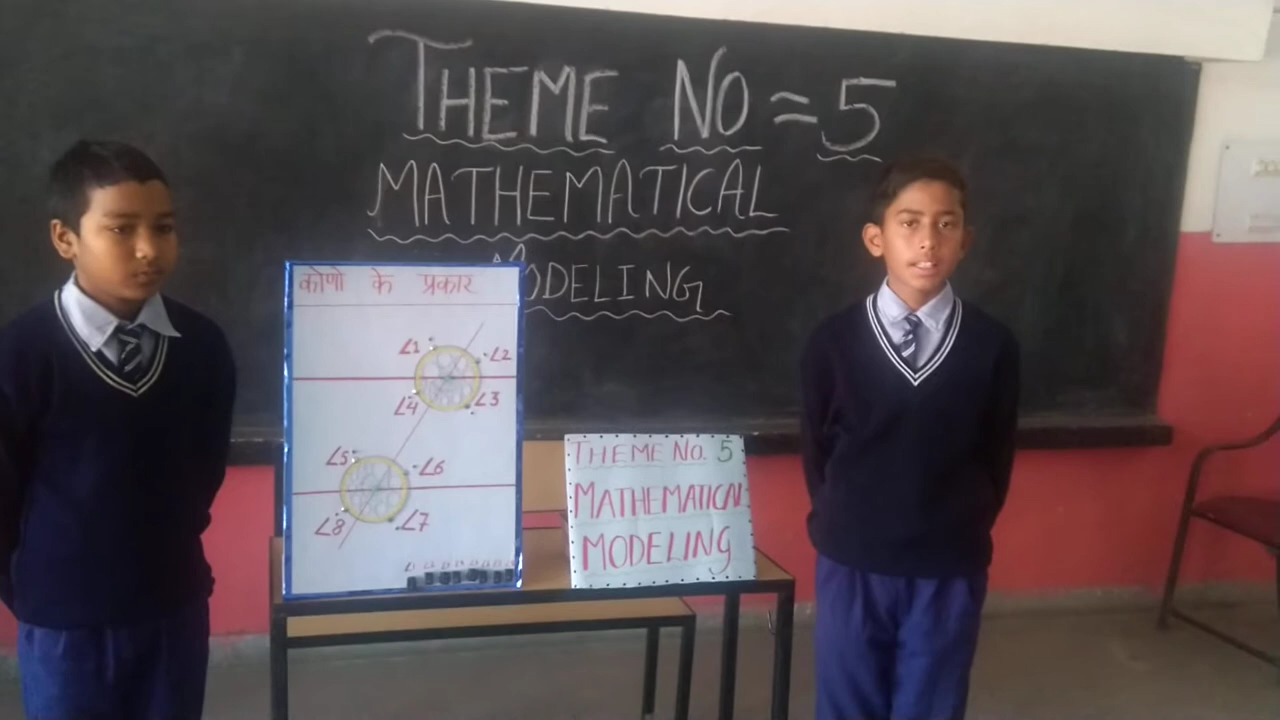 THEME NO = 5
MATHEMATICAL
MODELING
कोणो के प्रकार
∠1 ∠2
∠4 ∠3
∠5 ∠6
∠8 ∠7
THEME NO. 5
MATHEMATICAL
MODELING